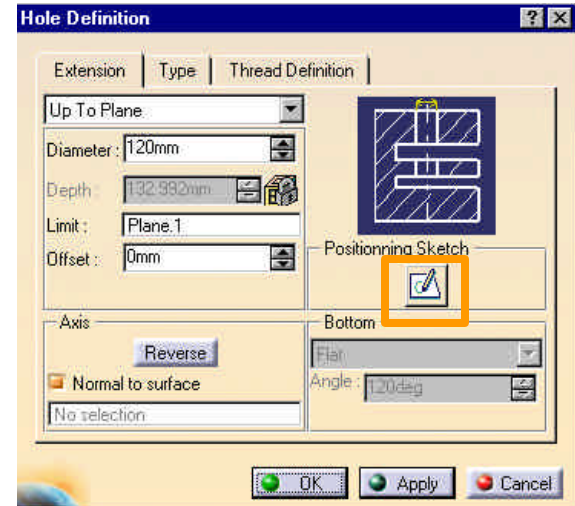 Hole Definition
Extension Type Thread Definition
Up To Plane
Diameter : 120mm
Depth : 132.992mm
Limit : Plane.1
Offset : 0mm
Positionning Sketch
Axis
Reverse
Normal to surface
No selection
Bottom
Flat
Angle : 120deg
OK Apply Cancel